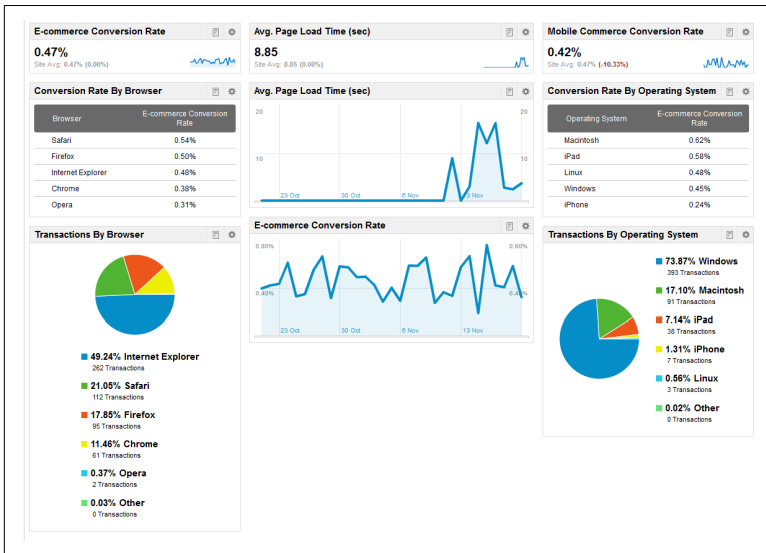 E-commerce Conversion Rate
0.47%
Site Avg: 0.47% (0.00%)
Conversion Rate By Browser
Browser E-commerce Conversion Rate
Safari 0.54%
Firefox 0.50%
Internet Explorer 0.48%
Chrome 0.38%
Opera 0.31%
Transactions By Browser
49.24% Internet Explorer
262 Transactions
21.05% Safari
112 Transactions
17.85% Firefox
95 Transactions
11.46% Chrome
61 Transactions
0.37% Opera
2 Transactions
0.03% Other
0 Transactions
Avg. Page Load Time (sec)
8.85
Site Avg: 8.85 (0.00%)
Avg. Page Load Time (sec)
20 20
10 10
23 Oct 30 Oct 6 Nov 13 Nov
E-commerce Conversion Rate
0.80% 0.80%
0.40% 0.40%
23 Oct 30 Oct 6 Nov 13 Nov
Mobile Commerce Conversion Rate
0.42%
Site Avg: 0.47% (-10.33%)
Conversion Rate By Operating System
Operating System E-commerce Conversion Rate
Macintosh 0.62%
iPad 0.58%
Linux 0.48%
Windows 0.45%
iPhone 0.24%
Transactions By Operating System
73.87% Windows
393 Transactions
17.10% Macintosh
91 Transactions
7.14% iPad
38 Transactions
1.31% iPhone
7 Transactions
0.56% Linux
3 Transactions
0.02% Other
0 Transactions